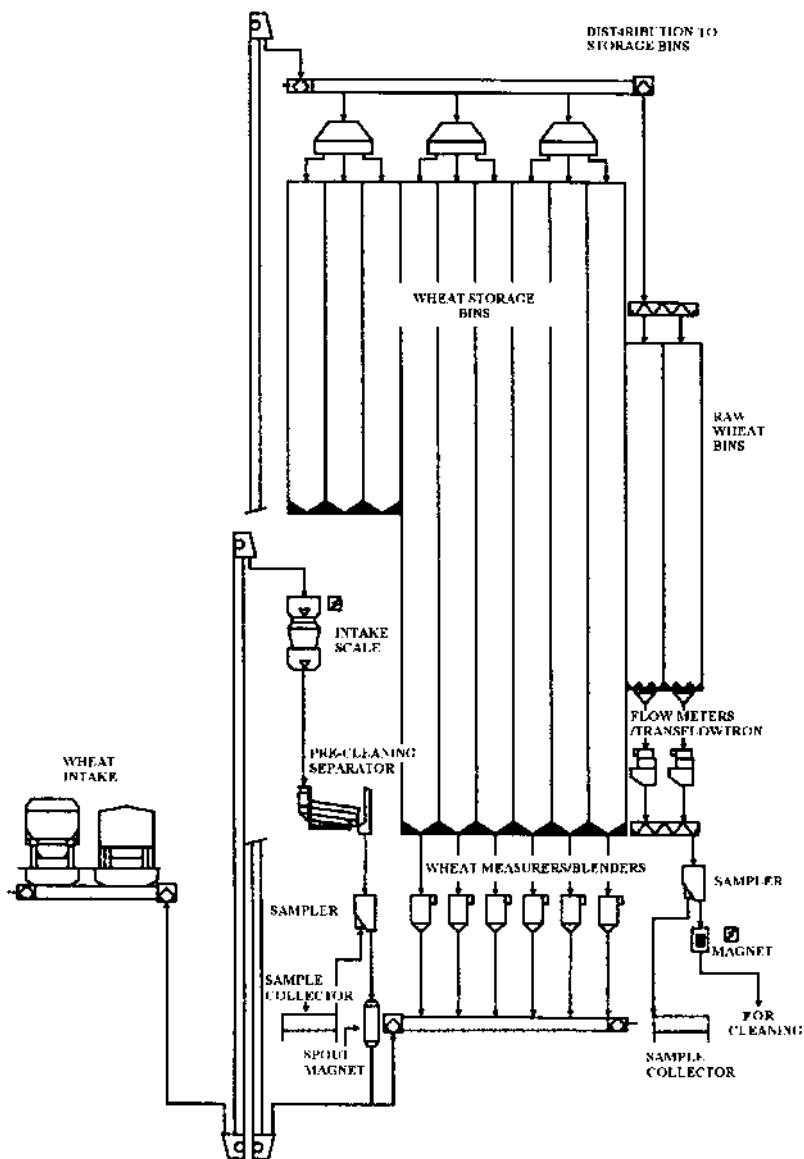 DISTRIBUTION TO
STORAGE BINS
WHEAT STORAGE
BINS
RAW
WHEAT
BINS
INTAKE
SCALE
FLOW METERS
/TRANSFLOWTRON
WHEAT
INTAKE
PRE-CLEANING
SEPARATOR
WHEAT MEASURERS/BLENDERS
SAMPLER
SAMPLER
MAGNET
SAMPLE
COLLECTOR
FOR
CLEANING
SPOUT
MAGNET
SAMPLE
COLLECTOR